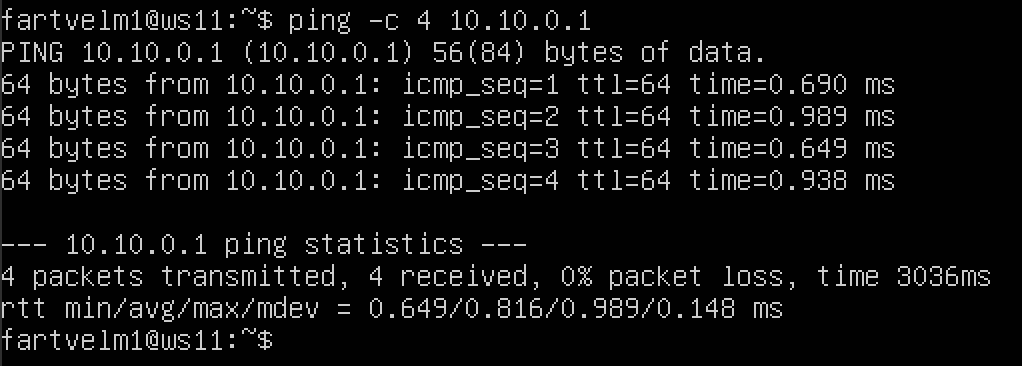 fartvelm1@ws11:~$ ping -c 4 10.10.0.1
PING 10.10.0.1 (10.10.0.1) 56(84) bytes of data.
64 bytes from 10.10.0.1: icmp_seq=1 ttl=64 time=0.690 ms
64 bytes from 10.10.0.1: icmp_seq=2 ttl=64 time=0.989 ms
64 bytes from 10.10.0.1: icmp_seq=3 ttl=64 time=0.649 ms
64 bytes from 10.10.0.1: icmp_seq=4 ttl=64 time=0.938 ms
--- 10.10.0.1 ping statistics ---
4 packets transmitted, 4 received, 0% packet loss, time 3036ms
rtt min/avg/max/mdev = 0.649/0.816/0.989/0.148 ms
fartvelm1@ws11:~$